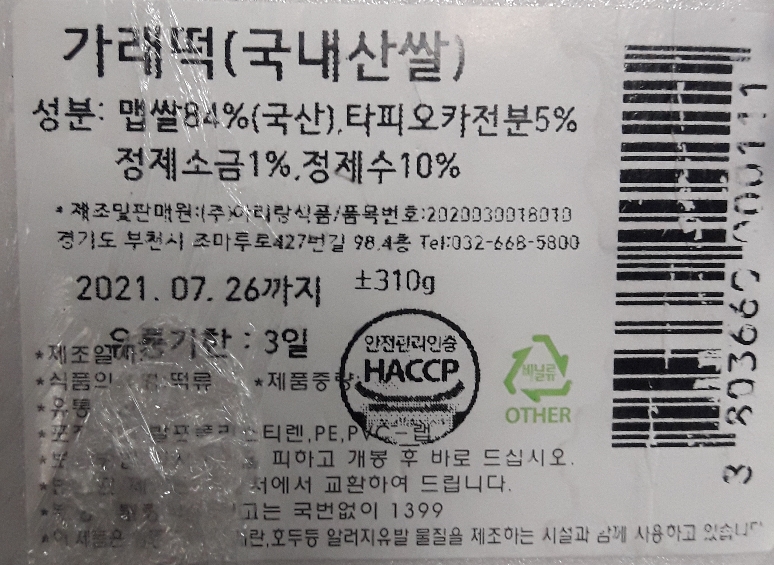 가래떡(국내산쌀)
성분: 맵쌀84%(국산),타피오카전분5%
정제소금1%,정제수10%
*제조및판매원:(주)아리랑식품/품목번호:2020030018010
경기도 부천시 조마루로427번길 98,4층 Tel:032-668-5800
2021. 07. 26까지 ±310g
유통기한 : 3일
*제조일
안전관리인증
HACCP
비닐류
OTHER
*식품의 떡류 *제품중량
*유통
티렌,PE,PVC-랩
피하고 개봉 후 바로 드십시오.
서에서 교환하여 드립니다.
고는 국번없이 1399
란,호두등 알러지유발 물질을 제조하는 시설과 함께 사용하고 있습니다